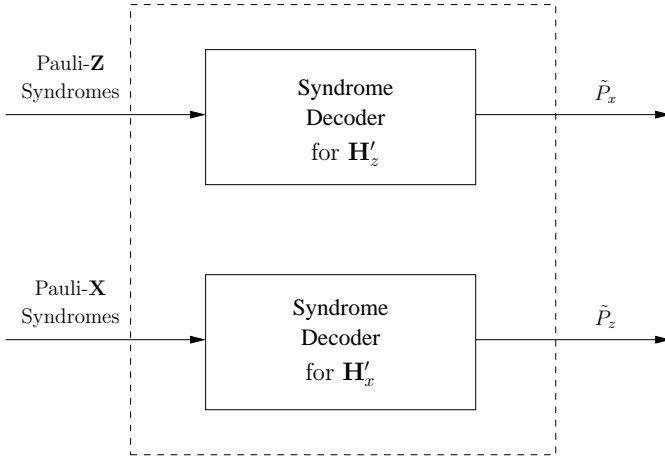 Pauli-Z
Syndromes
Syndrome
Decoder
for H′z
P̃x
Pauli-X
Syndromes
Syndrome
Decoder
for H′x
P̃z